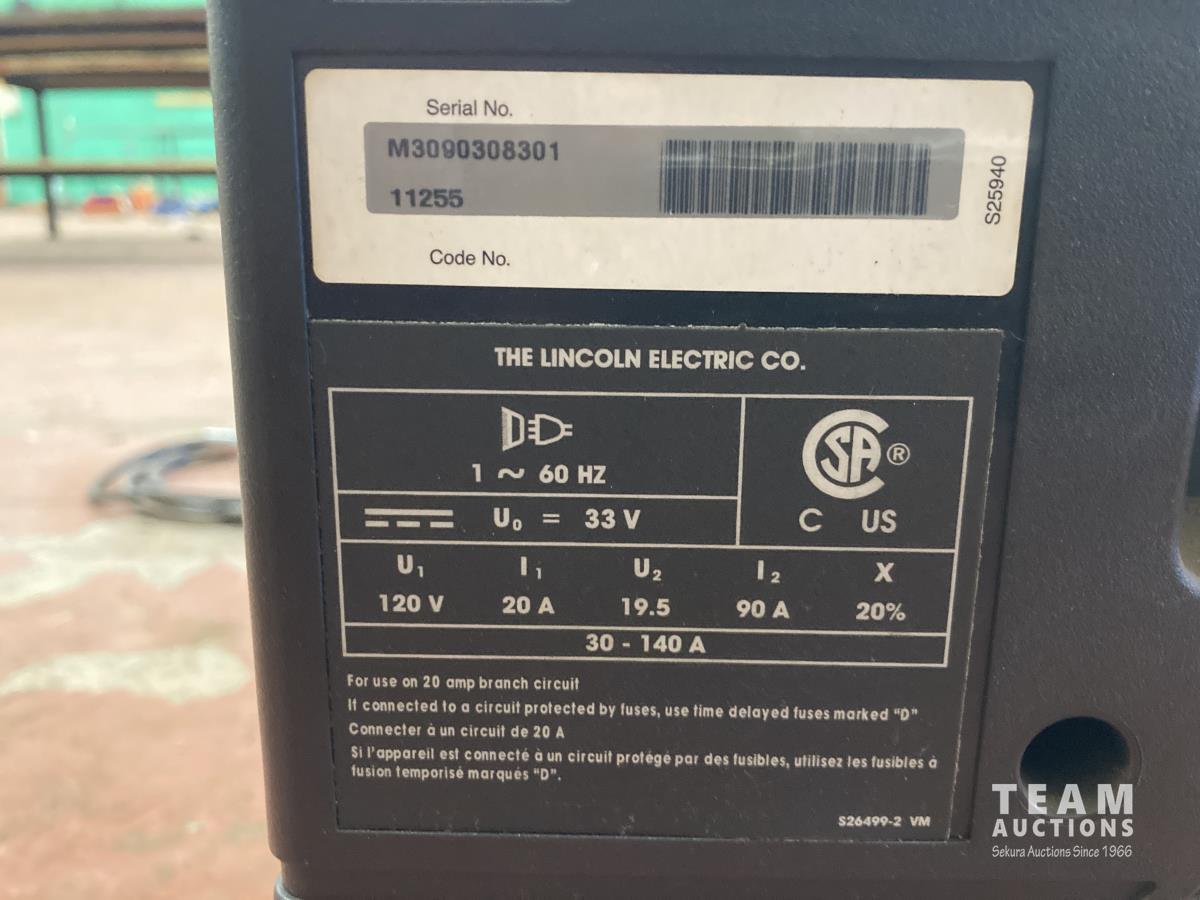 Serial No.
M3090308301
11255
Code No.
S25940
THE LINCOLN ELECTRIC CO.
1 ~ 60 HZ
CSA ®
C US
U₀ = 33 V
U₁ I₁ U₂ I₂ X
120 V 20 A 19.5 90 A 20%
30 - 140 A
For use on 20 amp branch circuit
If connected to a circuit protected by fuses, use time delayed fuses marked "D"
Connecter à un circuit de 20 A
Si l'appareil est connecté à un circuit protégé par des fusibles, utilisez les fusibles à
fusion temporisé marqués "D".
S26499-2 VM
TEAM
AUCTIONS
Sekura Auctions Since 1966